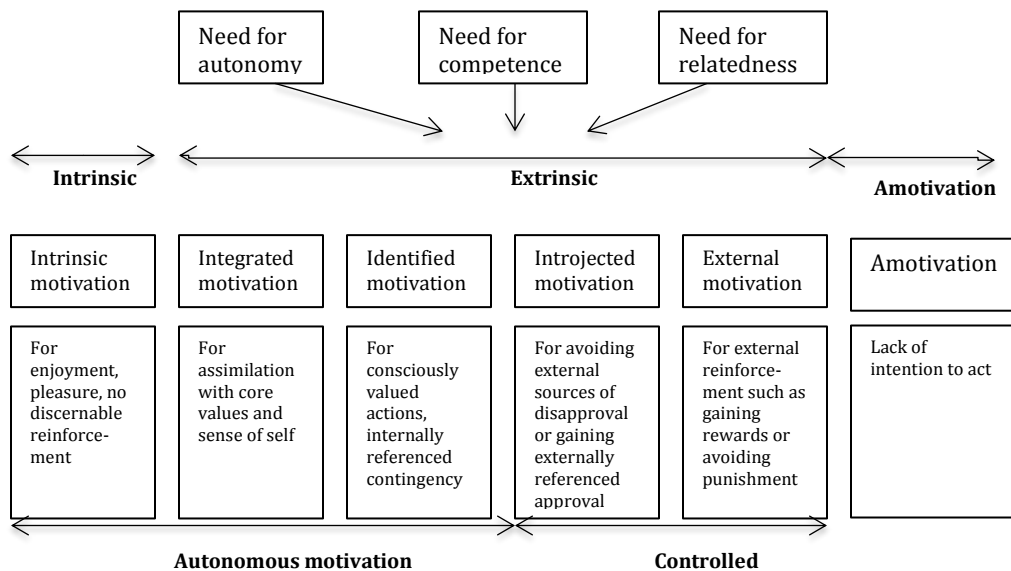 Need for
autonomy
Need for
competence
Need for
relatedness
Intrinsic
Extrinsic
Amotivation
Intrinsic
motivation
Integrated
motivation
Identified
motivation
Introjected
motivation
External
motivation
Amotivation
For
enjoyment,
pleasure, no
discernable
reinforce-
ment
For
assimilation
with core
values and
sense of self
For
consciously
valued
actions,
internally
referenced
contingency
For avoiding
external
sources of
disapproval
or gaining
externally
referenced
approval
For external
reinforce-
ment such as
gaining
rewards or
avoiding
punishment
Lack of
intention to act
Autonomous motivation
Controlled